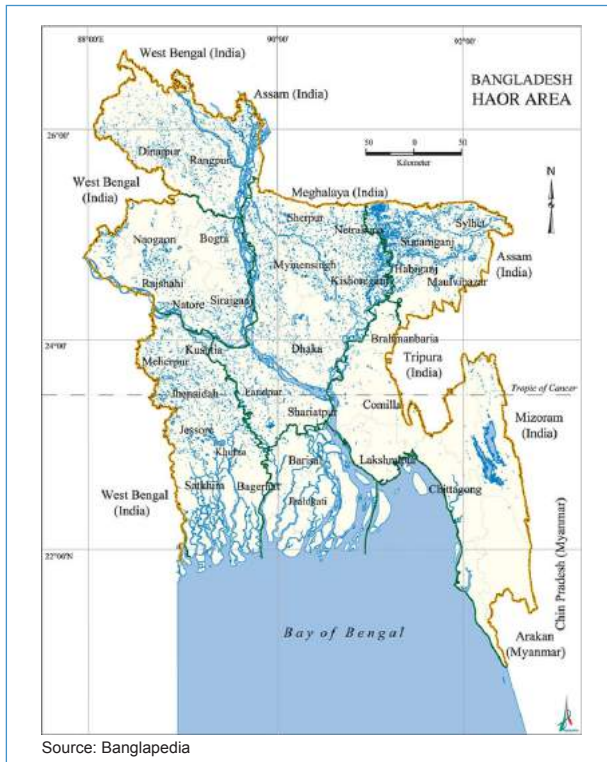 88°00'E
90°00'
92°00'
West Bengal (India)
BANGLADESH
HAOR AREA
Assam (India)
26°00'
50 0 50
Kilometer
Dinajpur
Rangpur
N
West Bengal
(India)
Meghalaya (India)
Sherpur
Netrakona
Sylhet
Sunamganj
Naogaon
Bogra
Mymensingh
Habiganj
Assam
(India)
Kishoreganj
Maulvibazar
Rajshahi
Natore
Sirajganj
24°00'
Brahmanbaria
Kushtia
Dhaka
Meherpur
Tripura
(India)
Jhenaidah
Faridpur
Tropic of Cancer
Shariatpur
Comilla
Mizoram
(India)
Jessore
Khulna
Barisal
Lakshmipur
Satkhira
Bagerhat
Jhalokati
Chittagong
West Bengal
(India)
22°00'N
Chin Pradesh (Myanmar)
Bay of Bengal
Arakan
(Myanmar)
Source: Banglapedia